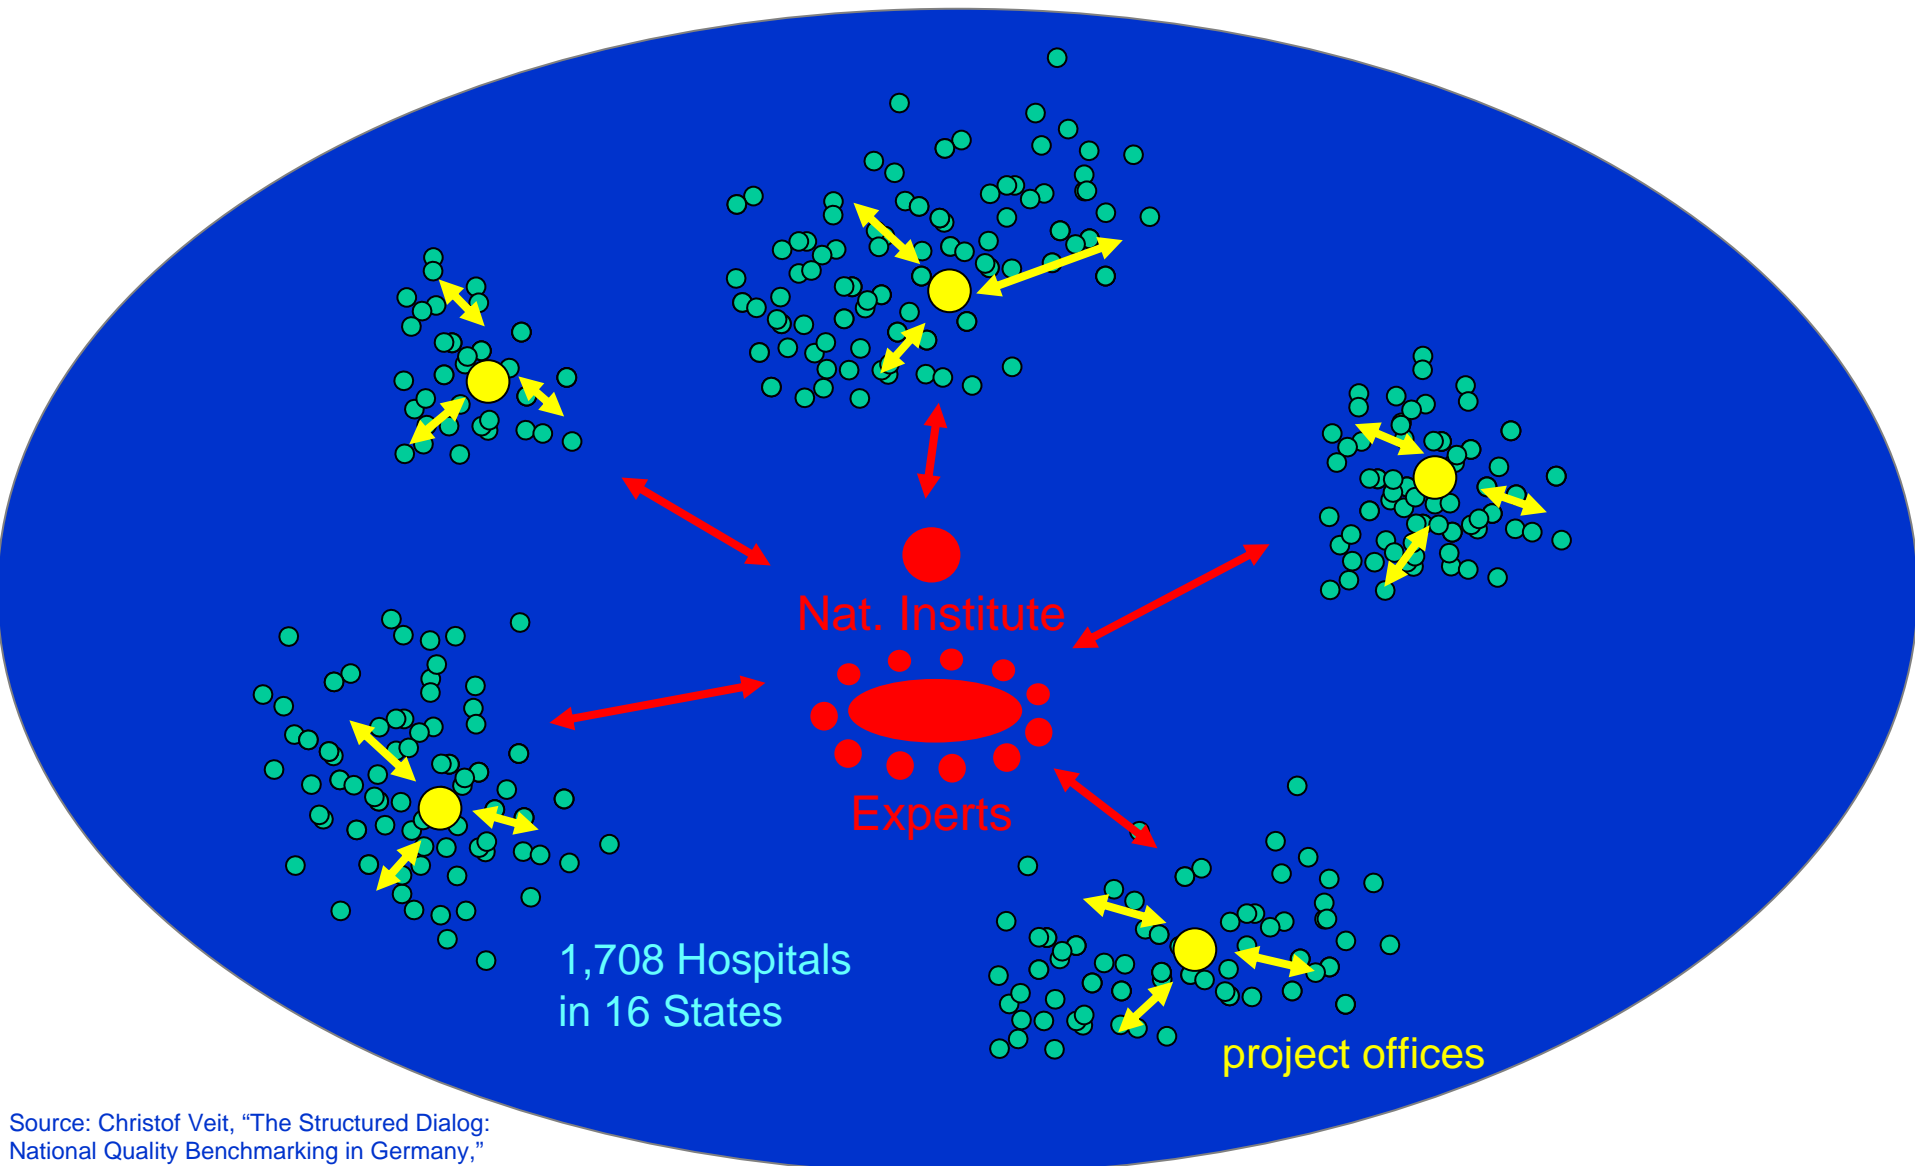 Nat. Institute
Experts
1,708 Hospitals
in 16 States
project offices
Source: Christof Veit, “The Structured Dialog:
National Quality Benchmarking in Germany,”